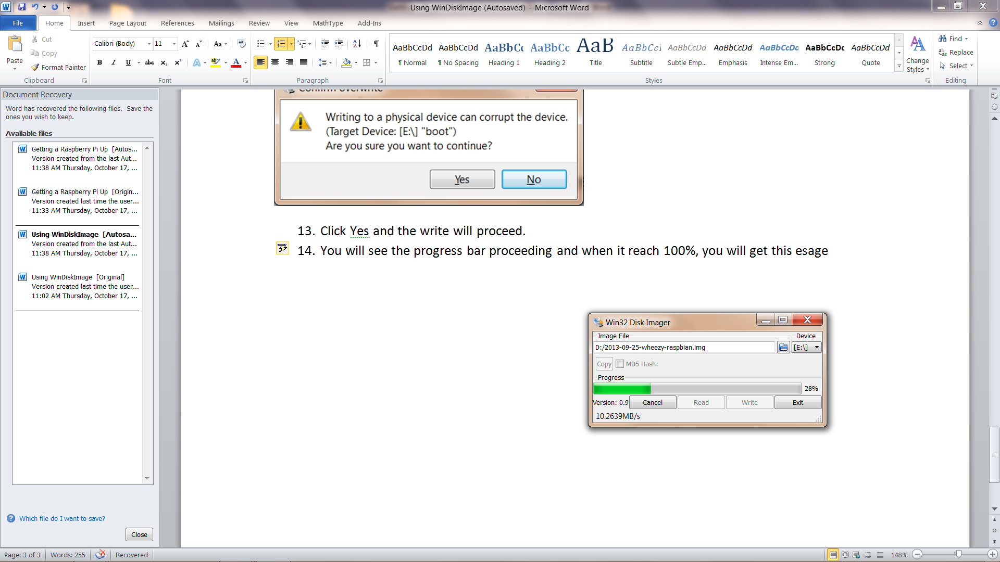 Using WinDiskImage (Autosaved) - Microsoft Word
File Home Insert Page Layout References Mailings Review View MathType Add-Ins
Paste
Cut
Copy
Format Painter
Clipboard
Calibri (Body) 11
Font
Paragraph
AaBbCcDd AaBbCcDd AaBbCc AaBbCc AaB AaBbCcI AaBbCcDd AaBbCcDd AaBbCcDd AaBbCcDc AaBbCcDd
¶ Normal ¶ No Spacing Heading 1 Heading 2 Title Subtitle Subtle Emp... Emphasis Intense Em... Strong Quote
Styles
Change Styles
Find
Replace
Select
Editing
Document Recovery
Word has recovered the following files. Save the
ones you wish to keep.
Available files
Getting a Raspberry Pi Up [Autos...
Version created from the last Aut...
11:38 AM Thursday, October 17, ...
Getting a Raspberry Pi Up [Origin...
Version created last time the user...
11:33 AM Thursday, October 17, ...
Using WinDiskImage [Autosa...
Version created from the last Aut...
11:38 AM Thursday, October 17, ...
Using WinDiskImage [Original]
Version created last time the user...
11:02 AM Thursday, October 17, ...
Which file do I want to save?
Close
Confirm overwrite
Writing to a physical device can corrupt the device.
(Target Device: [E:\] "boot")
Are you sure you want to continue?
Yes No
13. Click Yes and the write will proceed.
14. You will see the progress bar proceeding and when it reach 100%, you will get this esage
Win32 Disk Imager
Image File Device
D:/2013-09-25-wheezy-raspbian.img [E:\]
Copy MD5 Hash:
Progress
28%
Version: 0.9 Cancel Read Write Exit
10.2639MB/s
Page: 3 of 3 Words: 255 Recovered 148%